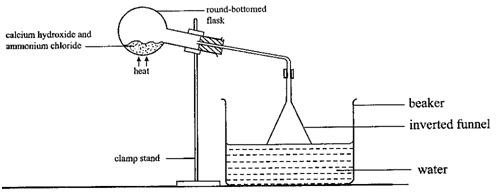 round-bottomed
flask
calcium hydroxide and
ammonium chloride
heat
beaker
inverted funnel
clamp stand
water